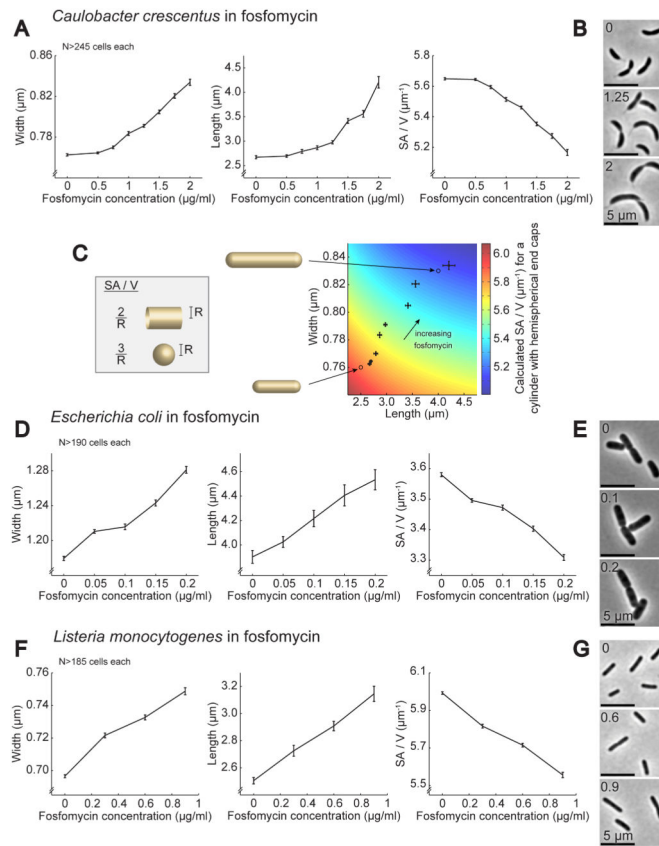 Caulobacter crescentus in fosfomycin
A
N>245 cells each
0.86
0.82
0.78
Width (µm)
0 0.5 1 1.5 2
Fosfomycin concentration (µg/ml)
4.5
4.0
3.5
3.0
2.5
Length (µm)
0 0.5 1 1.5 2
Fosfomycin concentration (µg/ml)
5.8
5.6
5.4
5.2
SA / V (µm⁻¹)
0 0.5 1 1.5 2
Fosfomycin concentration (µg/ml)
B
0
1.25
2
5 µm
C
SA / V
2
R
R
3
R
R
0.84
0.82
0.80
0.78
0.76
Width (µm)
increasing
fosfomycin
2.5 3.0 3.5 4.0 4.5
Length (µm)
6.0
5.8
5.6
5.4
5.2
Calculated SA / V (µm⁻¹) for a
cylinder with hemispherical end caps
Escherichia coli in fosfomycin
D
N>190 cells each
1.28
1.24
1.20
Width (µm)
0 0.05 0.1 0.15 0.2
Fosfomycin concentration (µg/ml)
4.6
4.4
4.2
4.0
Length (µm)
0 0.05 0.1 0.15 0.2
Fosfomycin concentration (µg/ml)
3.6
3.5
3.4
3.3
SA / V (µm⁻¹)
0 0.05 0.1 0.15 0.2
Fosfomycin concentration (µg/ml)
E
0
0.1
0.2
5 µm
Listeria monocytogenes in fosfomycin
F
N>185 cells each
0.76
0.74
0.72
0.70
Width (µm)
0 0.2 0.4 0.6 0.8 1
Fosfomycin concentration (µg/ml)
3.2
3.0
2.8
2.6
Length (µm)
0 0.2 0.4 0.6 0.8 1
Fosfomycin concentration (µg/ml)
6.1
5.9
5.7
5.5
SA / V (µm⁻¹)
0 0.2 0.4 0.6 0.8 1
Fosfomycin concentration (µg/ml)
G
0
0.6
0.9
5 µm